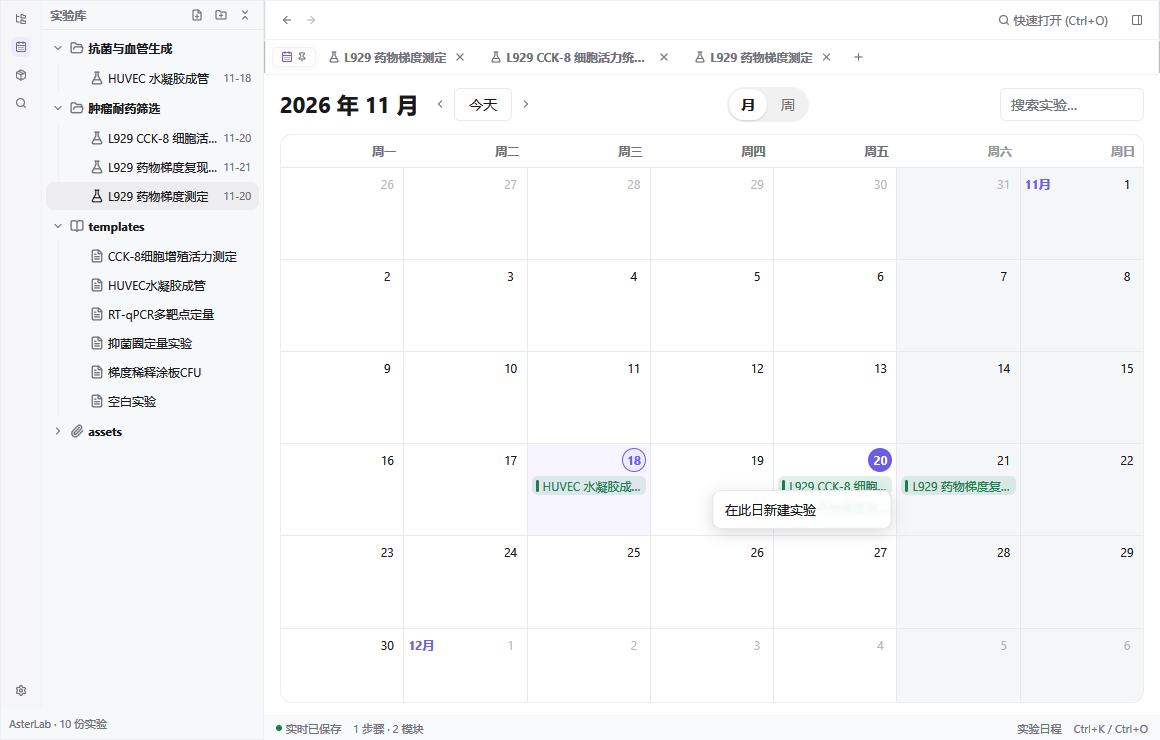 实验库
快速打开 (Ctrl+O)
抗菌与血管生成
HUVEC 水凝胶成管 11-18
肿瘤耐药筛选
L929 CCK-8 细胞活... 11-20
L929 药物梯度复现... 11-21
L929 药物梯度测定 11-20
templates
CCK-8细胞增殖活力测定
HUVEC水凝胶成管
RT-qPCR多靶点定量
抑菌圈定量实验
梯度稀释涂板CFU
空白实验
assets
AsterLab · 10 份实验
L929 药物梯度测定
L929 CCK-8 细胞活力统...
L929 药物梯度测定
2026 年 11 月
今天
月 周
搜索实验...
周一 周二 周三 周四 周五 周六 周日
26 27 28 29 30 31 11月 1
2 3 4 5 6 7 8
9 10 11 12 13 14 15
16 17 18 19 20 21 22
HUVEC 水凝胶成... L929 CCK-8 细胞... L929 药物梯度复...
在此日新建实验
23 24 25 26 27 28 29
30 12月 1 2 3 4 5 6
实时已保存 1 步骤 · 2 模块
实验日程 Ctrl+K / Ctrl+O